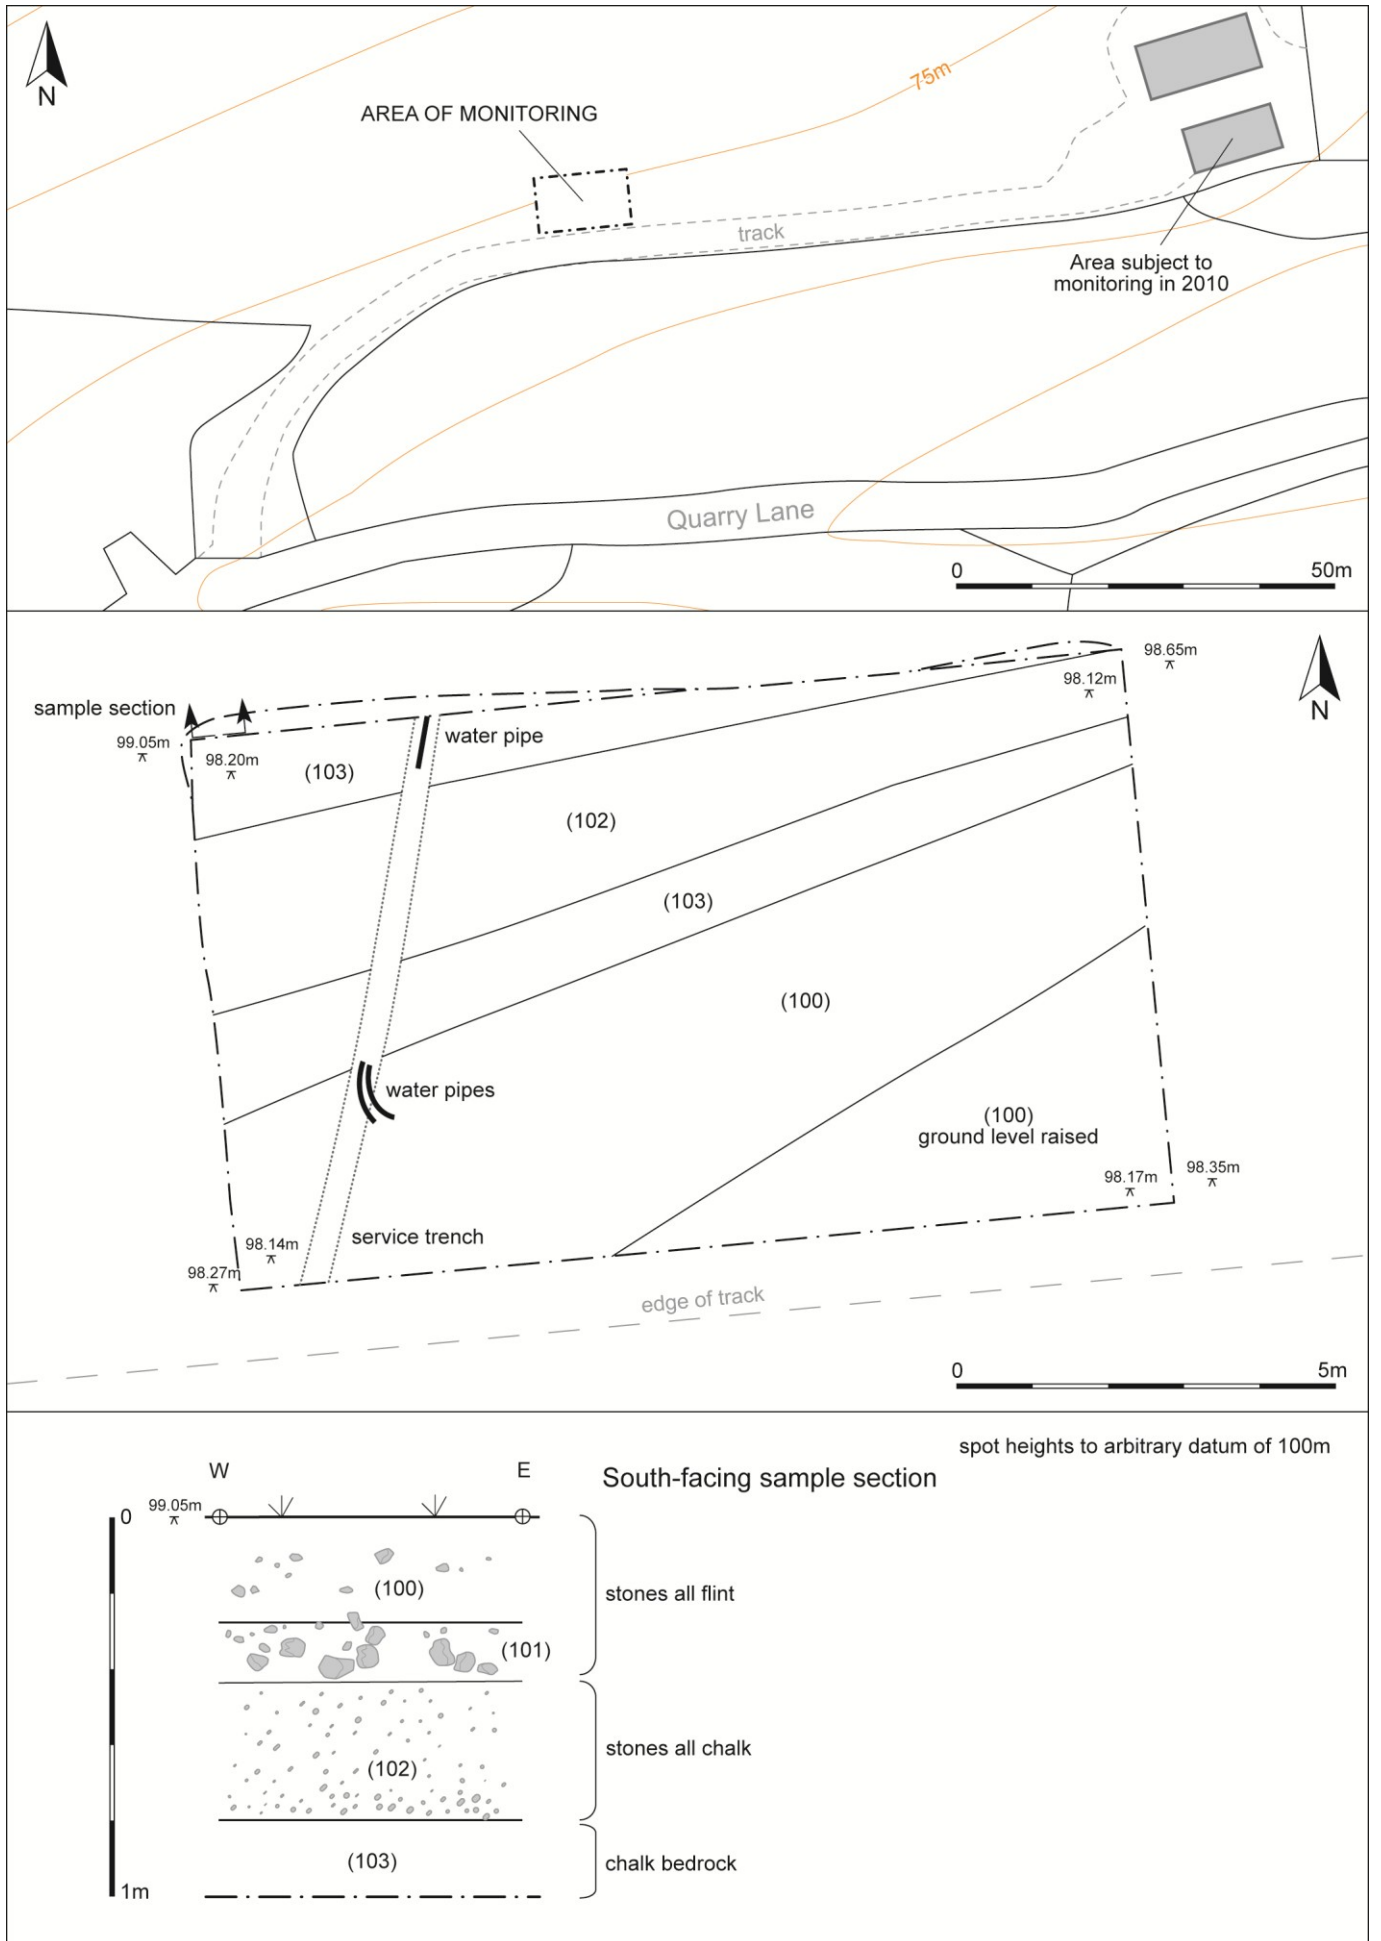 N
75m
AREA OF MONITORING
track
Area subject to
monitoring in 2010
Quarry Lane
0
50m
98.65m
98.12m
N
sample section
99.05m
98.20m
(103)
water pipe
(102)
(103)
(100)
water pipes
(100)
ground level raised
98.17m
98.35m
service trench
98.14m
98.27m
edge of track
0
5m
spot heights to arbitrary datum of 100m
W
E
South-facing sample section
0
99.05m
(100)
stones all flint
(101)
stones all chalk
(102)
(103)
chalk bedrock
1m